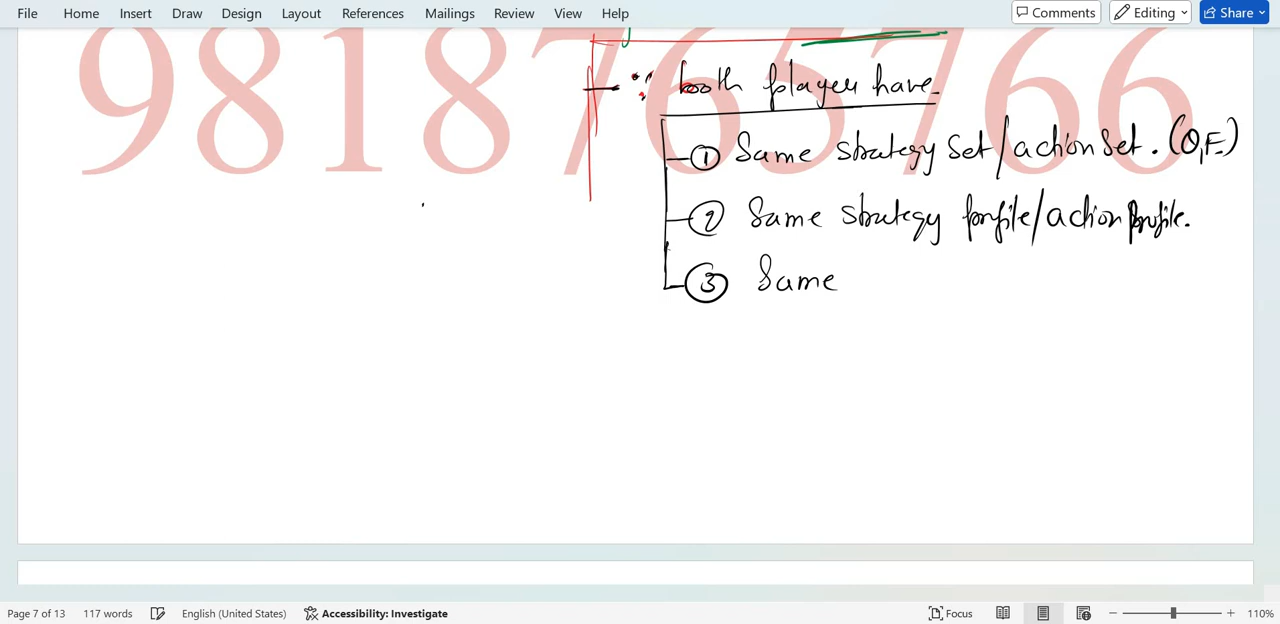 File Home Insert Draw Design Layout References Mailings Review View Help Comments Editing Share
9818765766
∵ both player have
① Same strategy set/action set. (O,F)
② Same strategy profile/action profile.
③ Same
Page 7 of 13 117 words English (United States) Accessibility: Investigate Focus 110%